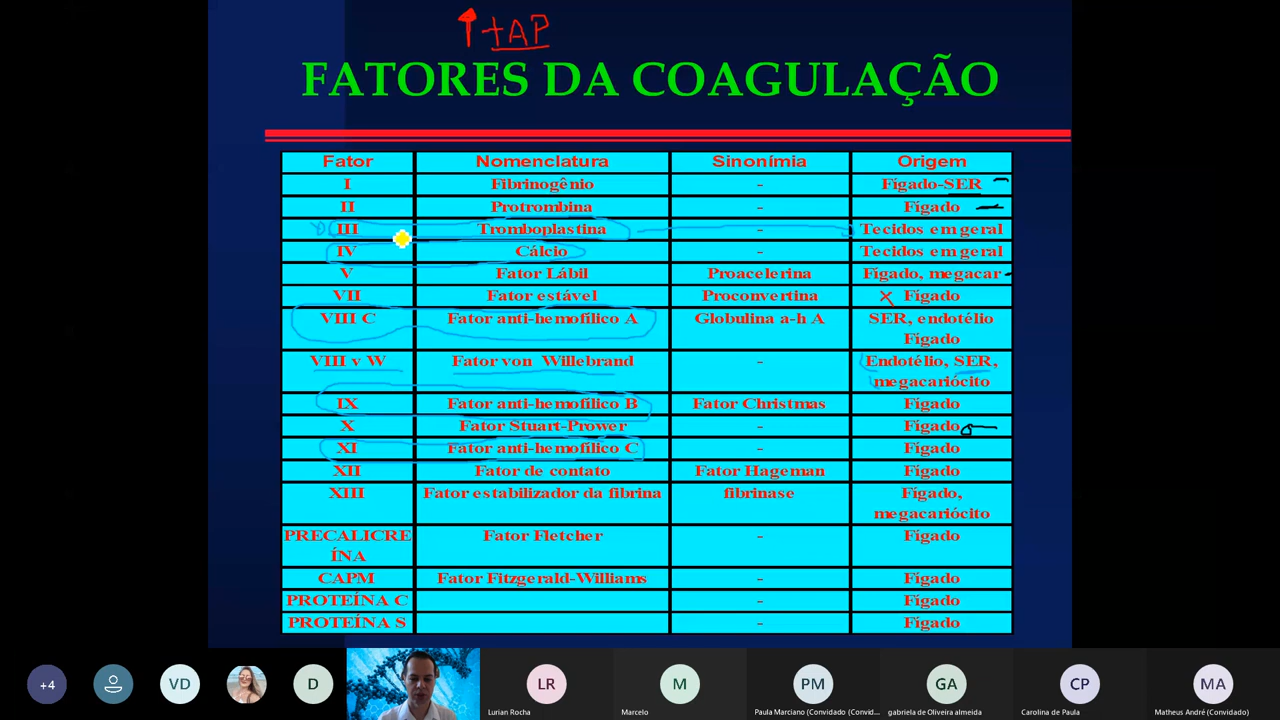 ↑ tAP
FATORES DA COAGULAÇÃO
Fator Nomenclatura Sinonímia Origem
I Fibrinogênio - Fígado-SER
II Protrombina - Fígado
III Tromboplastina - Tecidos em geral
IV Cálcio - Tecidos em geral
V Fator Lábil Proacelerina Fígado, megacar
VII Fator estável Proconvertina X Fígado
VIII C Fator anti-hemofílico A Globulina a-h A SER, endotélio
Fígado
VIII v W Fator von Willebrand - Endotélio, SER,
megacariócito
IX Fator anti-hemofílico B Fator Christmas Fígado
X Fator Stuart-Prower - Fígado
XI Fator anti-hemofílico C - Fígado
XII Fator de contato Fator Hageman Fígado
XIII Fator estabilizador da fibrina fibrinase Fígado,
megacariócito
PRECALICRE Fator Fletcher - Fígado
ÍNA
CAPM Fator Fitzgerald-Williams - Fígado
PROTEÍNA C - Fígado
PROTEÍNA S - Fígado
+4 VD D LR M PM GA CP MA
Lurian Rocha Marcelo Paula Marciano (Convidado (Convid... gabriela de Oliveira almeida Carolina de Paula Matheus André (Convidado)